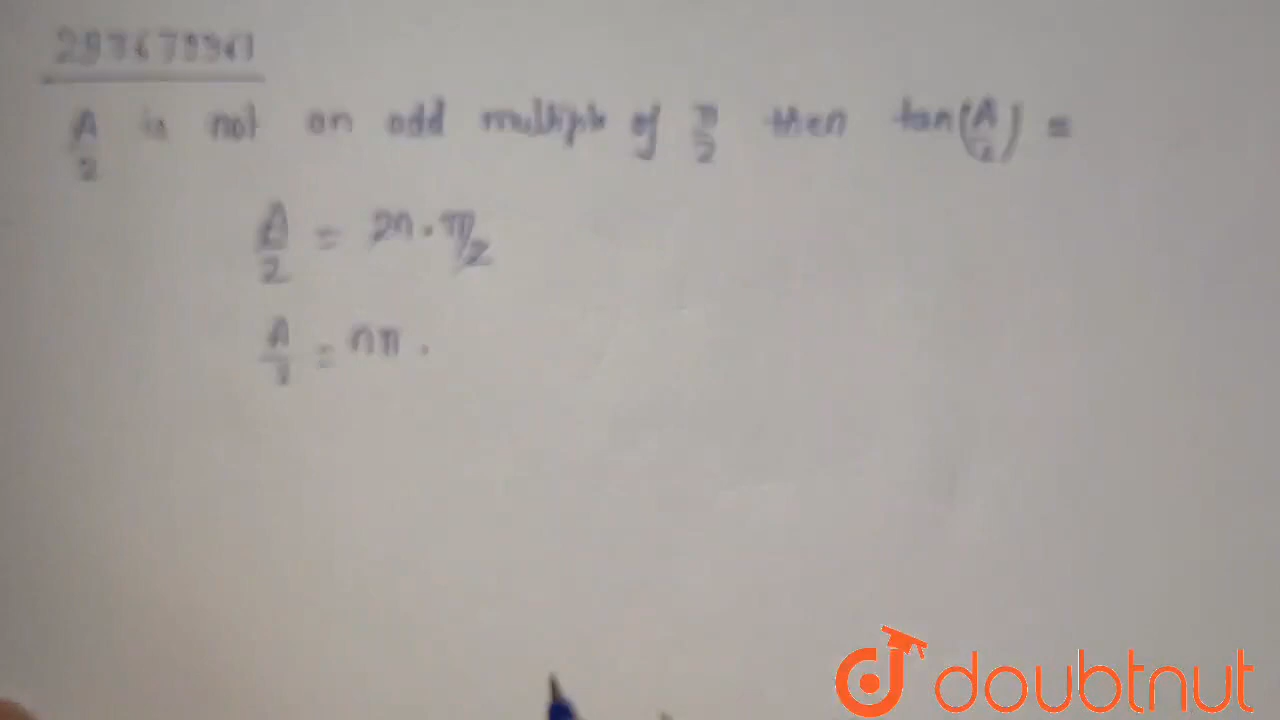 A/2 is not an odd multiple of π/2 then tan(A/2) =
A/2 = 2n . π/2
A/2 = nπ .
doubtnut